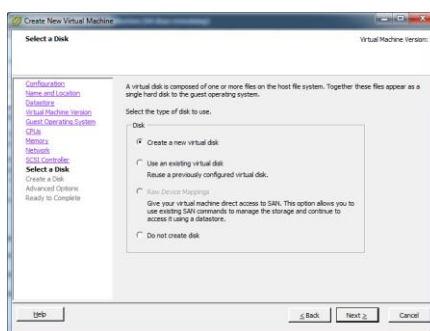 Create New Virtual Machine
Select a Disk
Virtual Machine Version:
Configuration
Name and Location
Datastore
Virtual Machine Version
Guest Operating System
CPUs
Memory
Network
SCSI Controller
Select a Disk
Create a Disk
Advanced Options
Ready to Complete
A virtual disk is composed of one or more files on the host file system. Together these files appear as a
single hard disk to the guest operating system.
Select the type of disk to use.
Disk
Create a new virtual disk
Use an existing virtual disk
Reuse a previously configured virtual disk.
Raw Device Mappings
Give your virtual machine direct access to SAN. This option allows you to
use existing SAN commands to manage the storage and continue to
access it using a datastore.
Do not create disk
Help
< Back
Next >
Cancel